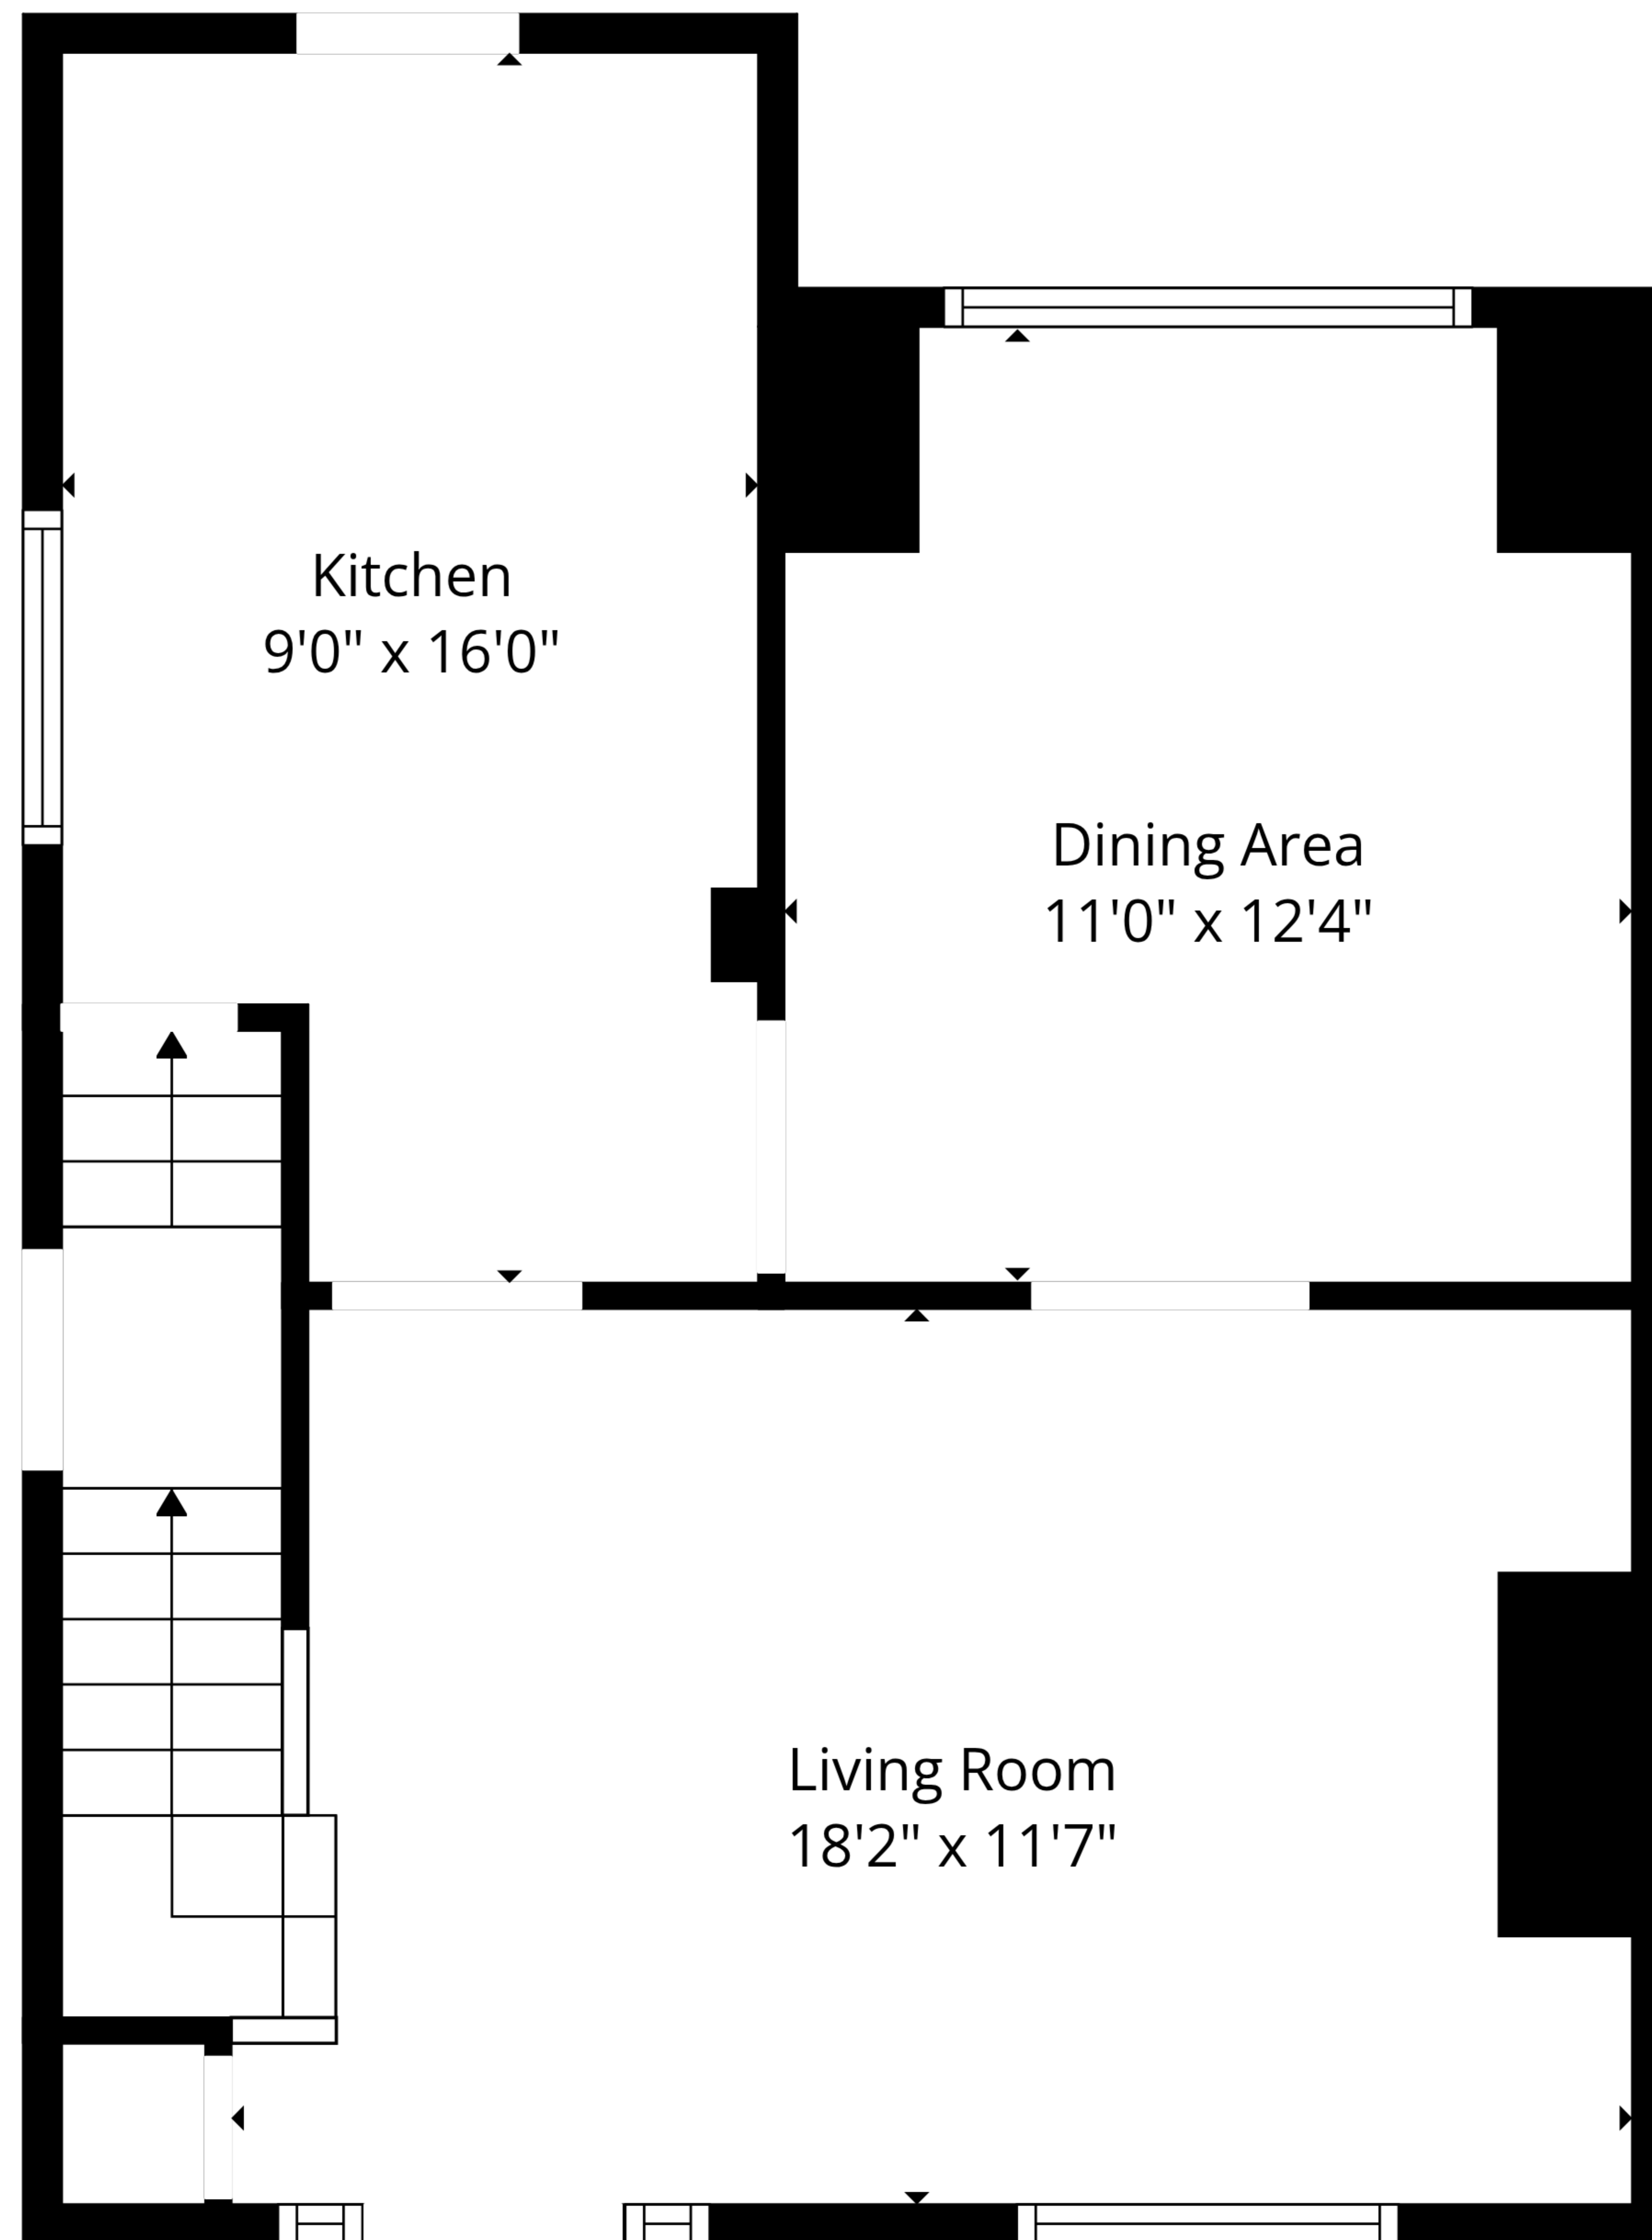 Kitchen
9'0" x 16'0"
Dining Area
11'0" x 12'4"
Living Room
18'2" x 11'7"